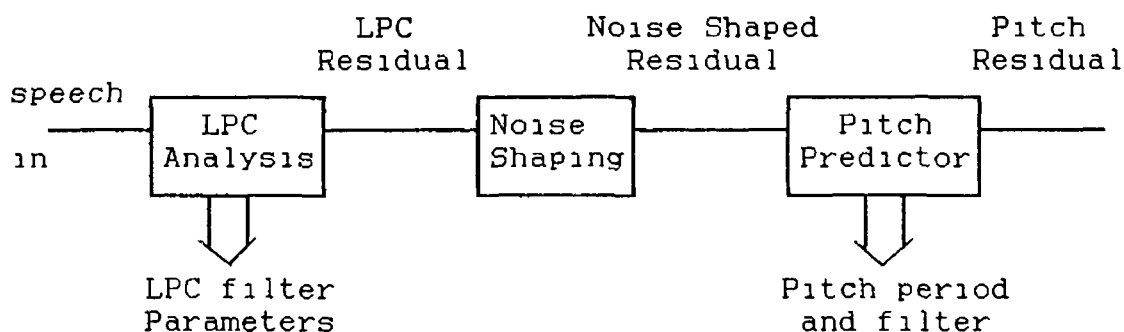 LPC
Residual
Noise Shaped
Residual
Pitch
Residual
speech
in
LPC
Analysis
Noise
Shaping
Pitch
Predictor
LPC filter
Parameters
Pitch period
and filter